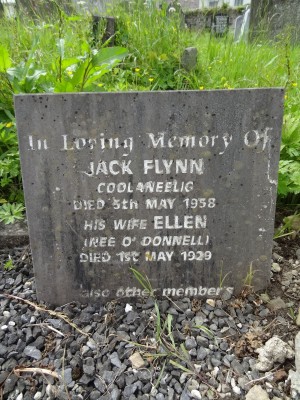 In Loving Memory Of
JACK FLYNN
COOLANEELIG
DIED 5TH MAY 1958
HIS WIFE ELLEN
(NEE O' DONNELL)
DIED 1ST MAY 1929
also other member's